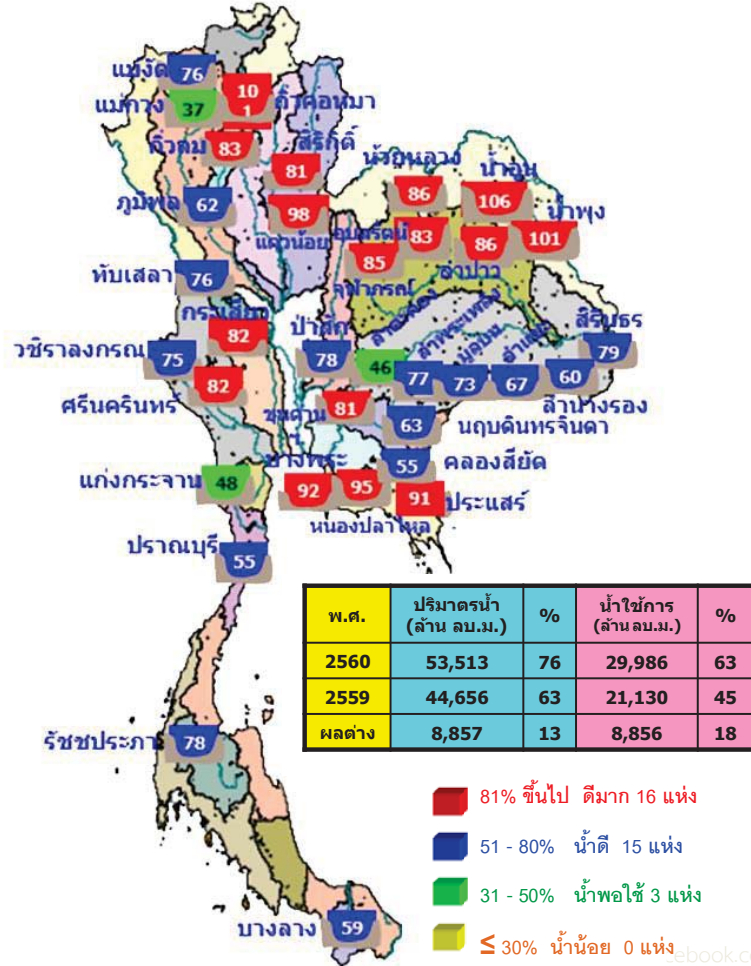 แม่งัด 76
แม่กวง 37
101 กิ่วคอหมา
กิ่วลม 83
สิริกิติ์
81
ห้วยหลวง
86
น้ำอูน
106
น้ำพุง
101
ภูมิพล 62
98
แควน้อย
อุบลรัตน์
83
86
ลำปาว
85
จุฬาภรณ์
ทับเสลา 76
กระเสียว
82
ป่าสัก
78
ลำตะคอง
46
ลำพระเพลิง
77
มูลบน
73
ลำแชะ
67
60
ลำนางรอง
สิรินธร
79
วชิราลงกรณ 75
ศรีนครินทร์ 82
ขุนด่าน
ฯ
81
63
นฤบดินทรจินดา
55 คลองสียัด
บางพระ
92
95
หนองปลาไหล
91
ประแสร์
แก่งกระจาน 48
ปราณบุรี
55
พ.ศ. ปริมาตรน้ำ (ล้าน ลบ.ม.) % น้ำใช้การ (ล้าน ลบ.ม.) %
2560 53,513 76 29,986 63
2559 44,656 63 21,130 45
ผลต่าง 8,857 13 8,856 18
รัชชประภา 78
81% ขึ้นไป ดีมาก 16 แห่ง
51 - 80% น้ำดี 15 แห่ง
31 - 50% น้ำพอใช้ 3 แห่ง
≤ 30% น้ำน้อย 0 แห่ง
บางลาง 59